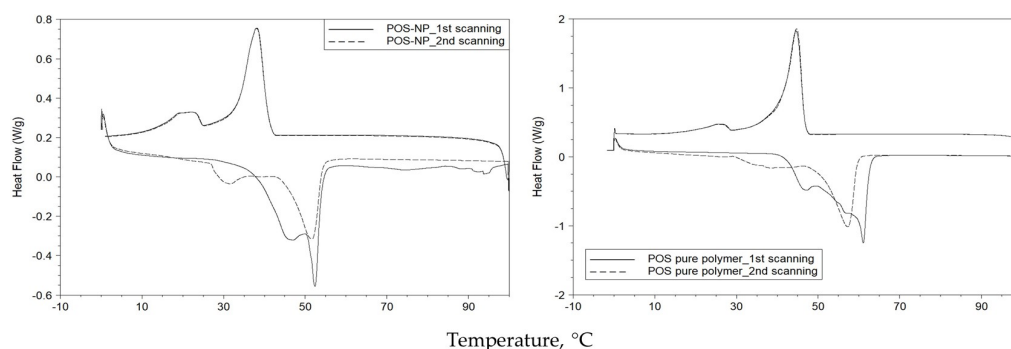 0.8
0.6
0.4
0.2
0.0
-0.2
-0.4
-0.6
Heat Flow (W/g)
POS-NP_1st scanning
POS-NP_2nd scanning
-10 10 30 50 70 90
2
1
0
-1
-2
Heat Flow (W/g)
POS pure polymer_1st scanning
POS pure polymer_2nd scanning
-10 10 30 50 70 90
Temperature, °C